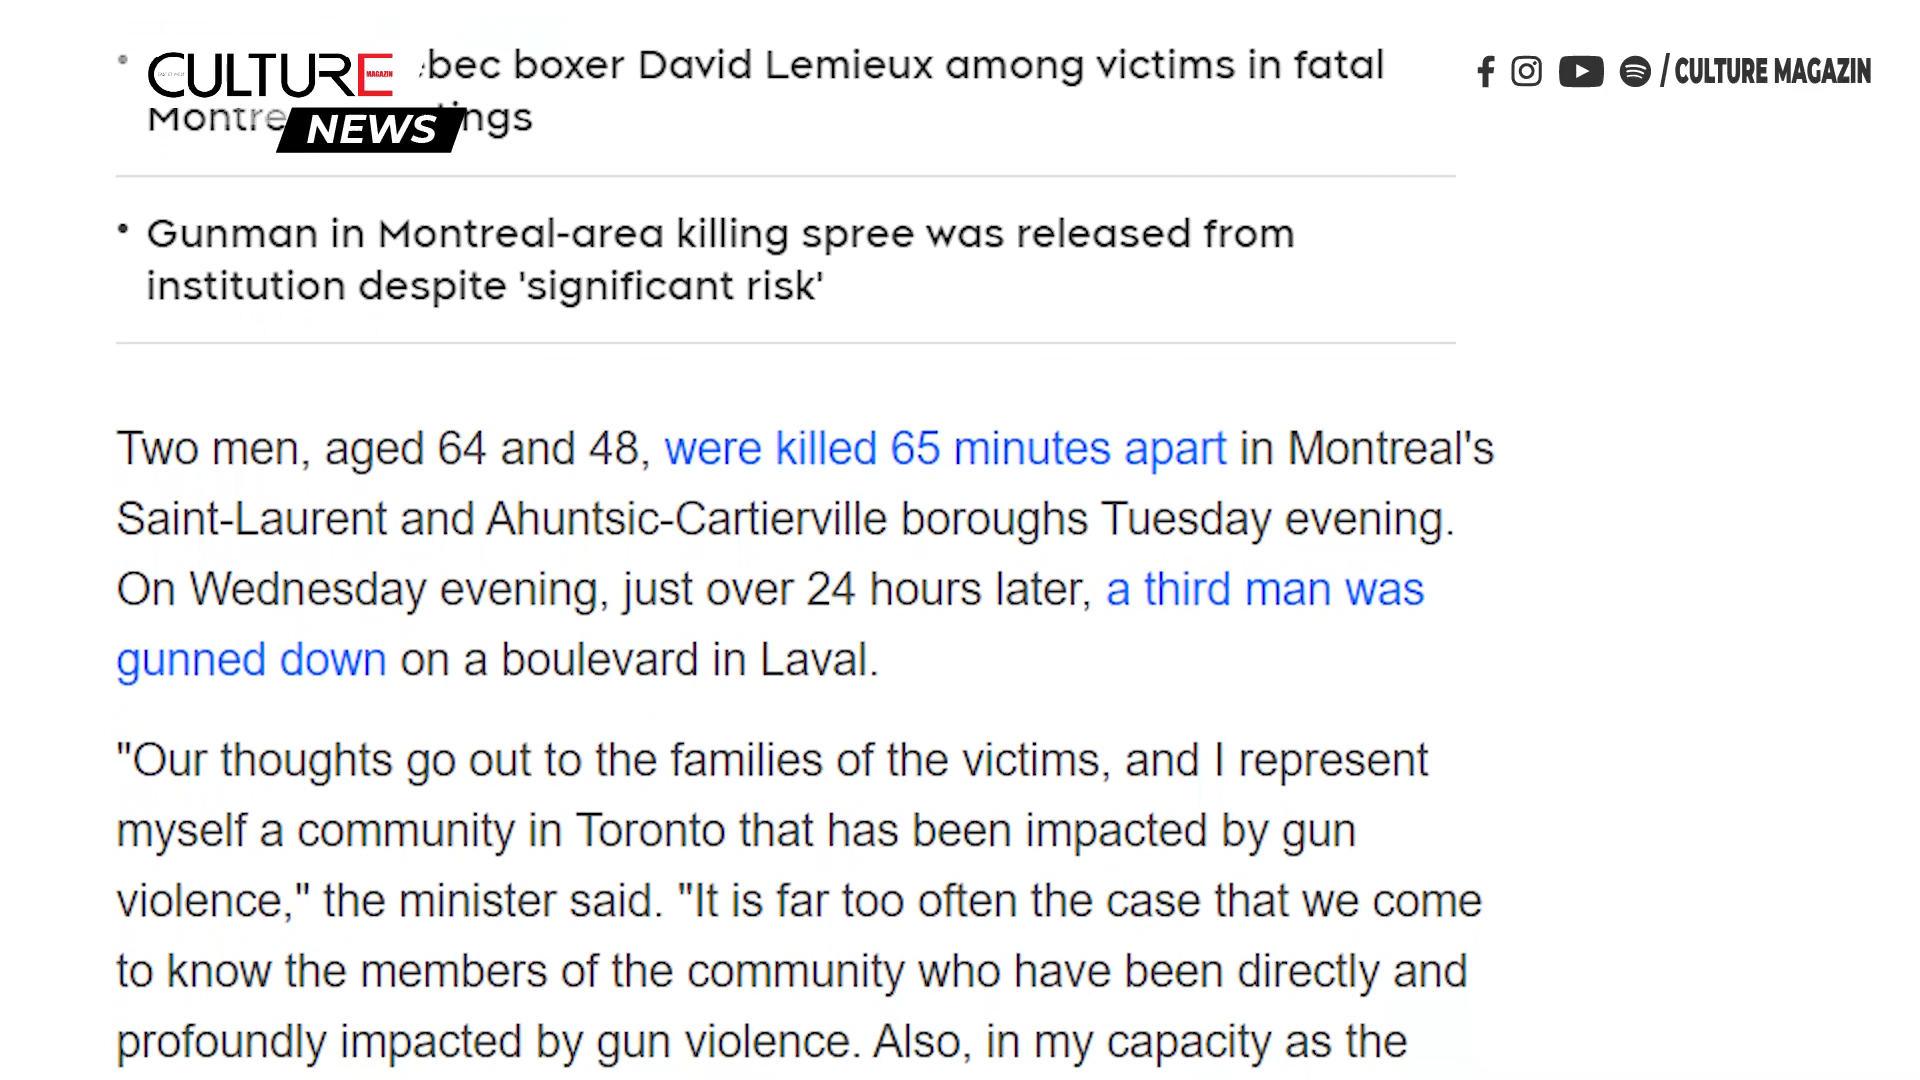 CULTURE
MAGAZIN
NEWS
/ CULTURE MAGAZIN
bec boxer David Lemieux among victims in fatal
Montre ngs
• Gunman in Montreal-area killing spree was released from
institution despite 'significant risk'
Two men, aged 64 and 48, were killed 65 minutes apart in Montreal's
Saint-Laurent and Ahuntsic-Cartierville boroughs Tuesday evening.
On Wednesday evening, just over 24 hours later, a third man was
gunned down on a boulevard in Laval.
"Our thoughts go out to the families of the victims, and I represent
myself a community in Toronto that has been impacted by gun
violence," the minister said. "It is far too often the case that we come
to know the members of the community who have been directly and
profoundly impacted by gun violence. Also, in my capacity as the